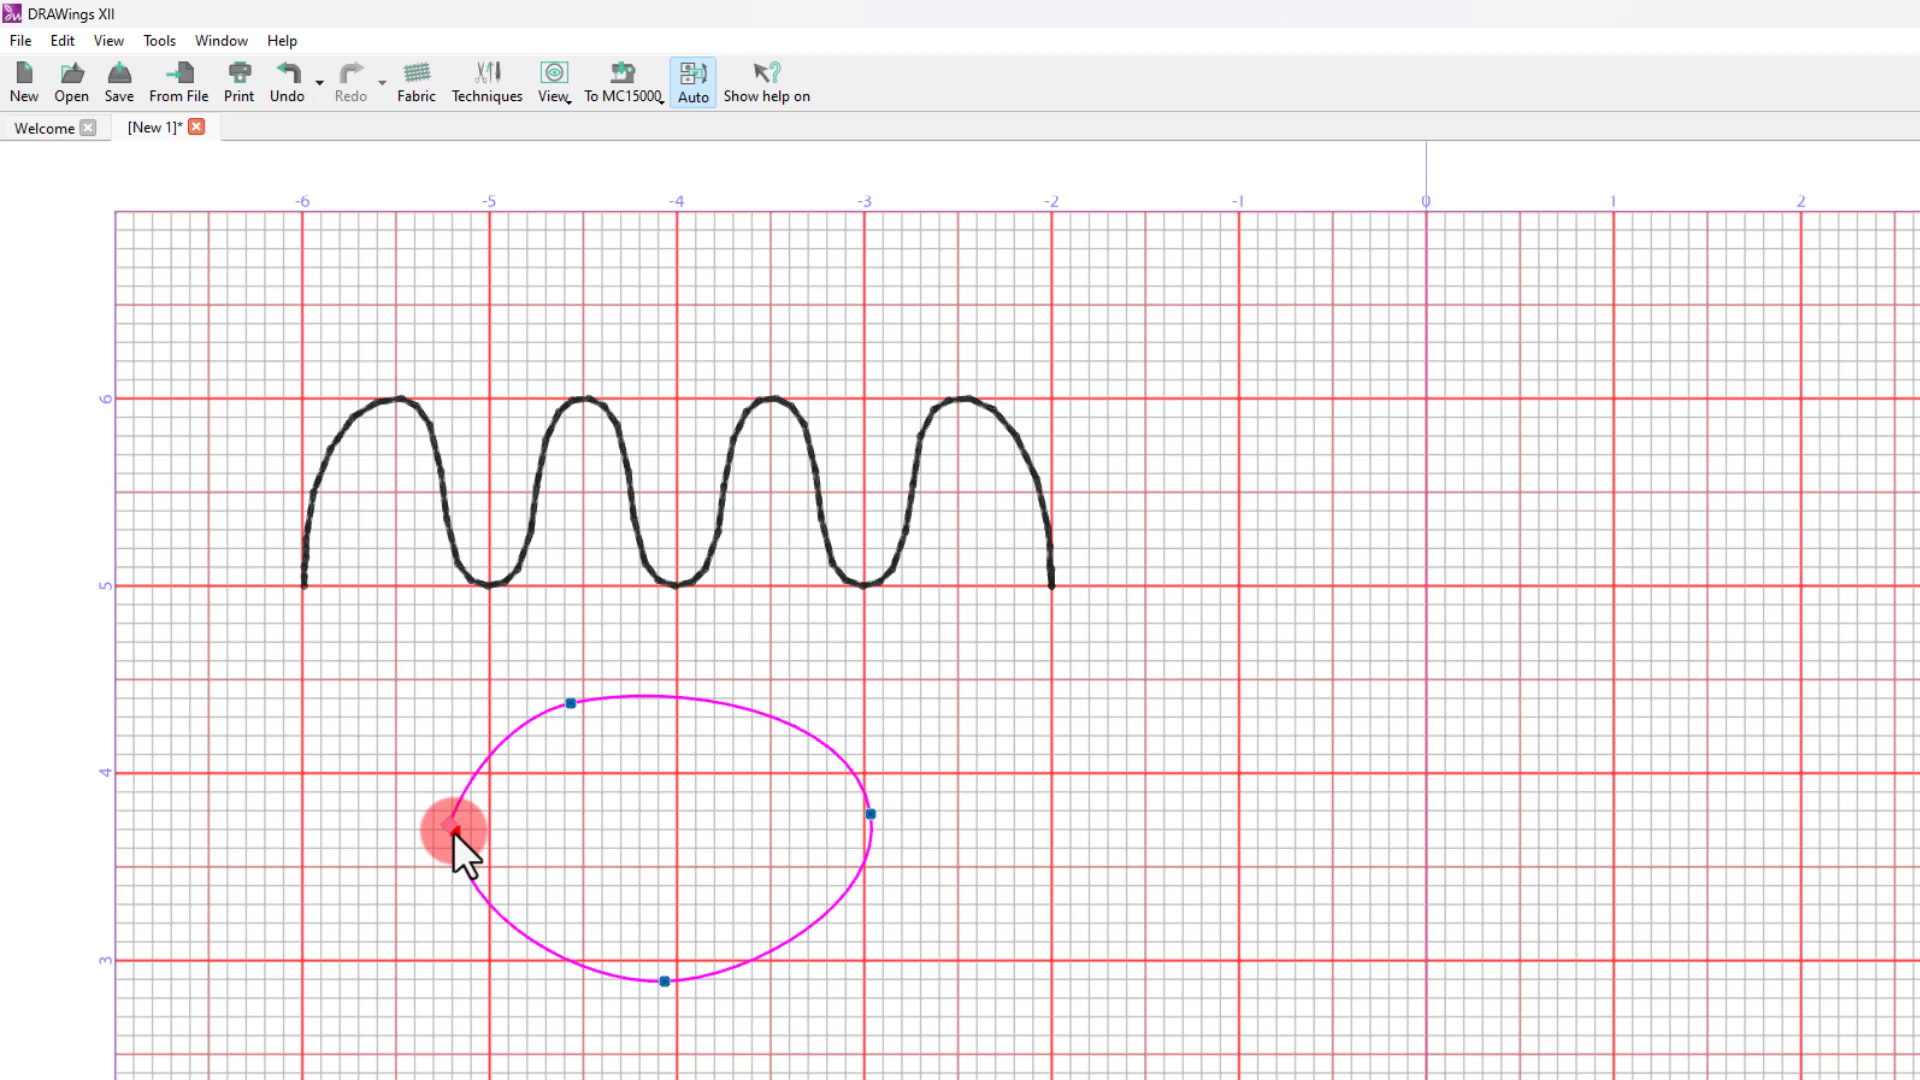 DRAWings XII
File Edit View Tools Window Help
New Open Save From File Print Undo Redo Fabric Techniques View To MC15000 Auto Show help on
Welcome [New 1]*
-6 -5 -4 -3 -2 -1 0 1 2
6
5
4
3